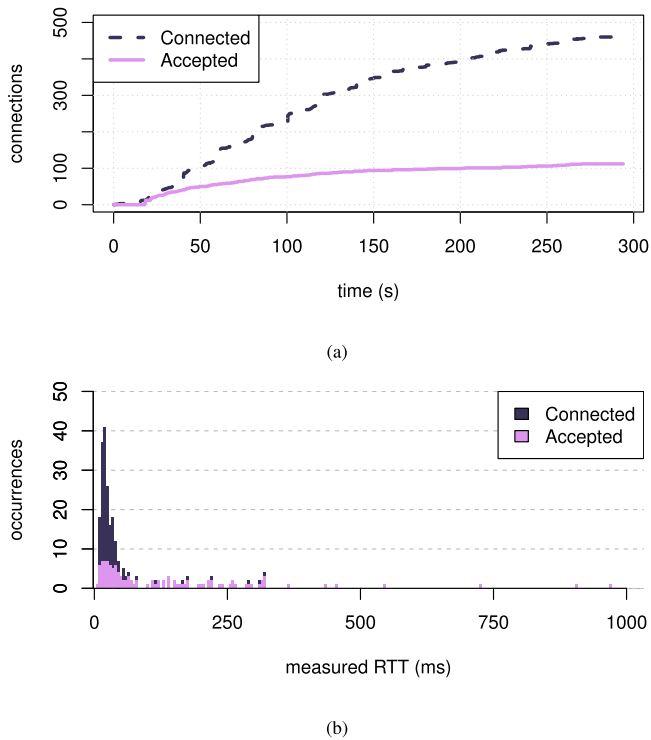 Connected
Accepted
connections
0
100
300
500
0
50
100
150
200
250
300
time (s)
(a)
Connected
Accepted
occurrences
0
10
20
30
40
50
0
250
500
750
1000
measured RTT (ms)
(b)